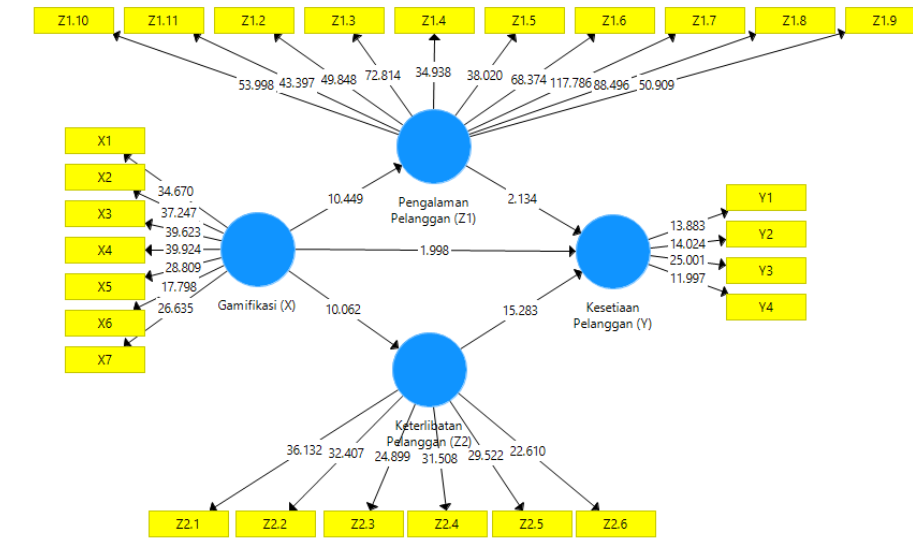 Z1.10 Z1.11 Z1.2 Z1.3 Z1.4 Z1.5 Z1.6 Z1.7 Z1.8 Z1.9
53.998 43.397 49.848 72.814 34.938 38.020 68.374 117.786 88.496 50.909
X1
X2
X3
X4
X5
X6
X7
34.670
37.247
39.623
39.924
28.809
17.798
26.635
Gamifikasi (X)
10.449
Pengalaman
Pelanggan (Z1)
2.134
1.998
10.062
15.283
Kesetiaan
Pelanggan (Y)
13.883
14.024
25.001
11.997
Y1
Y2
Y3
Y4
Keterlibatan
Pelanggan (Z2)
36.132 32.407 24.899 31.508 29.522 22.610
Z2.1 Z2.2 Z2.3 Z2.4 Z2.5 Z2.6